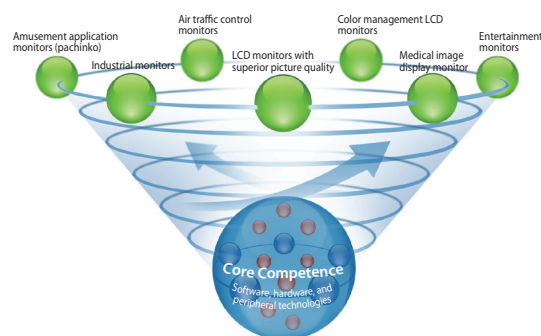 Air traffic control
monitors
Color management LCD
monitors
Amusement application
monitors (pachinko)
Entertainment
monitors
Industrial monitors
LCD monitors with
superior picture quality
Medical image
display monitor
Core Competence
Software, hardware, and
peripheral technologies